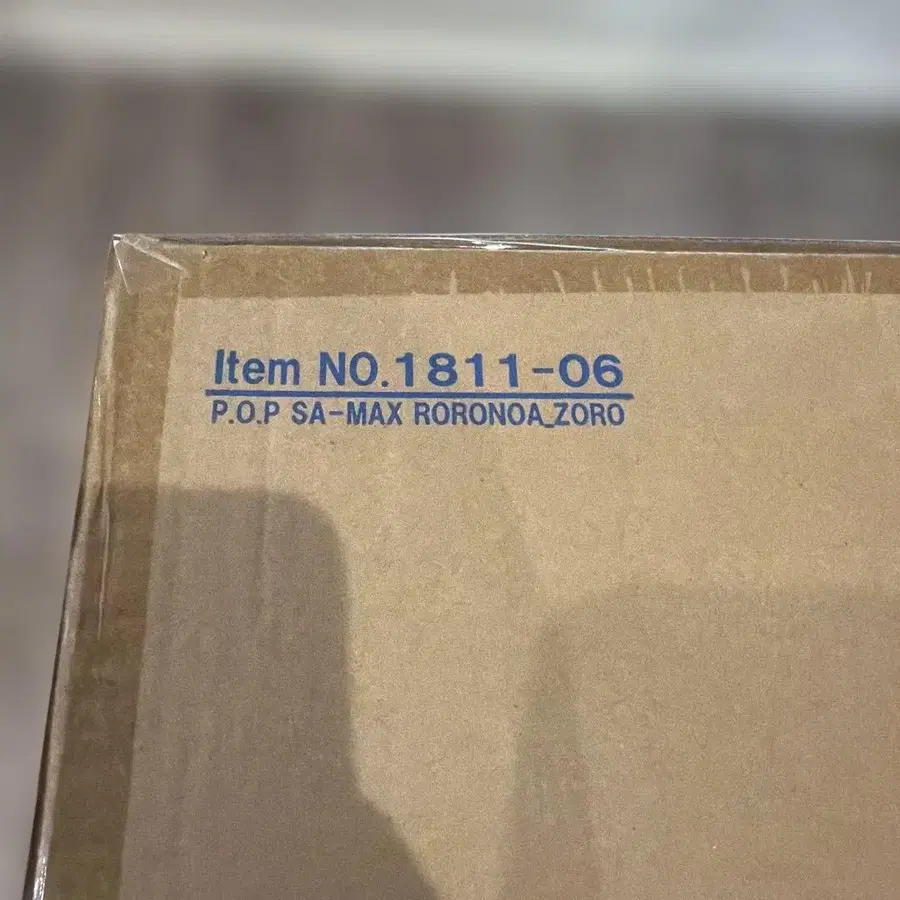 Item NO.1811-06
P.O.P SA-MAX RORONOA_ZORO